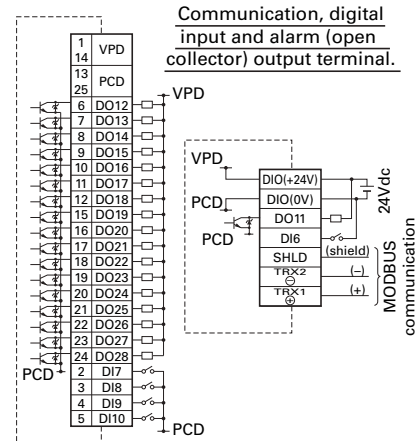 Communication, digital
input and alarm (open
collector) output terminal.
1
14 VPD
13
25 PCD
VPD
6 DO12
7 DO13
8 DO14
9 DO15
10 DO16
11 DO17
12 DO18
15 DO19
16 DO20
17 DO21
18 DO22
19 DO23
20 DO24
21 DO25
22 DO26
23 DO27
24 DO28
PCD
2 DI7
3 DI8
4 DI9
5 DI10
PCD
VPD
DIO(+24V)
PCD
DIO(0V)
24Vdc
DO11
PCD
DI6
SHLD (shield)
TRX2
⊖ (−)
TRX1
⊕ (+)
MODBUS
communication